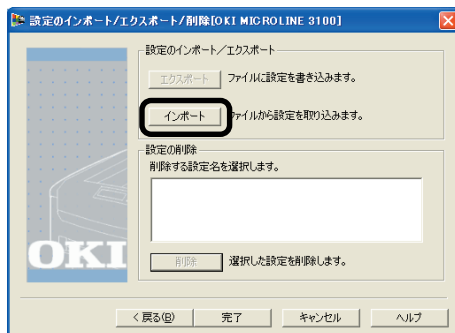 設定のインポート/エクスポート/削除[OKI MICROLINE 3100]
設定のインポート/エクスポート
エクスポート ファイルに設定を書き込みます。
インポート ファイルから設定を取り込みます。
設定の削除
削除する設定名を選択します。
削除 選択した設定を削除します。
OKI
< 戻る(B) 完了 キャンセル ヘルプ